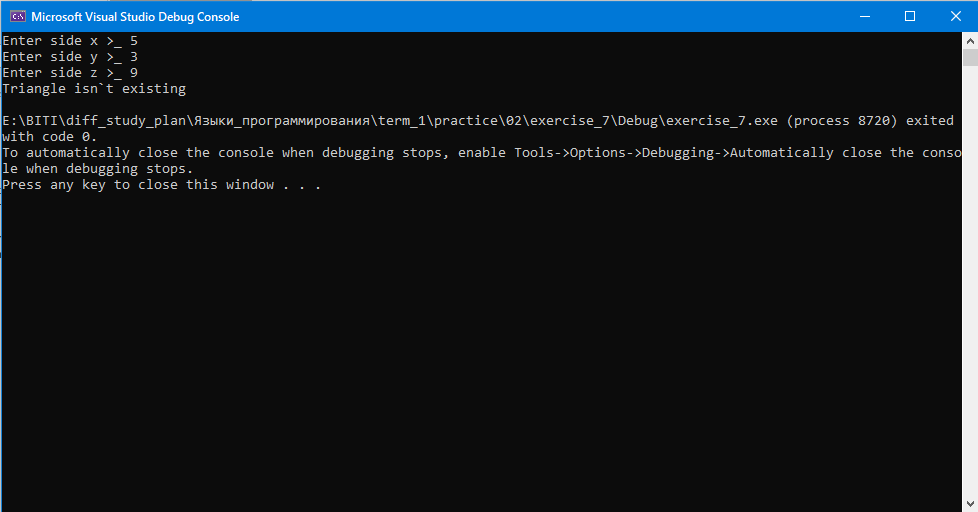 Microsoft Visual Studio Debug Console
Enter side x >_ 5
Enter side y >_ 3
Enter side z >_ 9
Triangle isn`t existing
E:\BITI\diff_study_plan\Языки_программирования\term_1\practice\02\exercise_7\Debug\exercise_7.exe (process 8720) exited
with code 0.
To automatically close the console when debugging stops, enable Tools->Options->Debugging->Automatically close the conso
le when debugging stops.
Press any key to close this window . . .